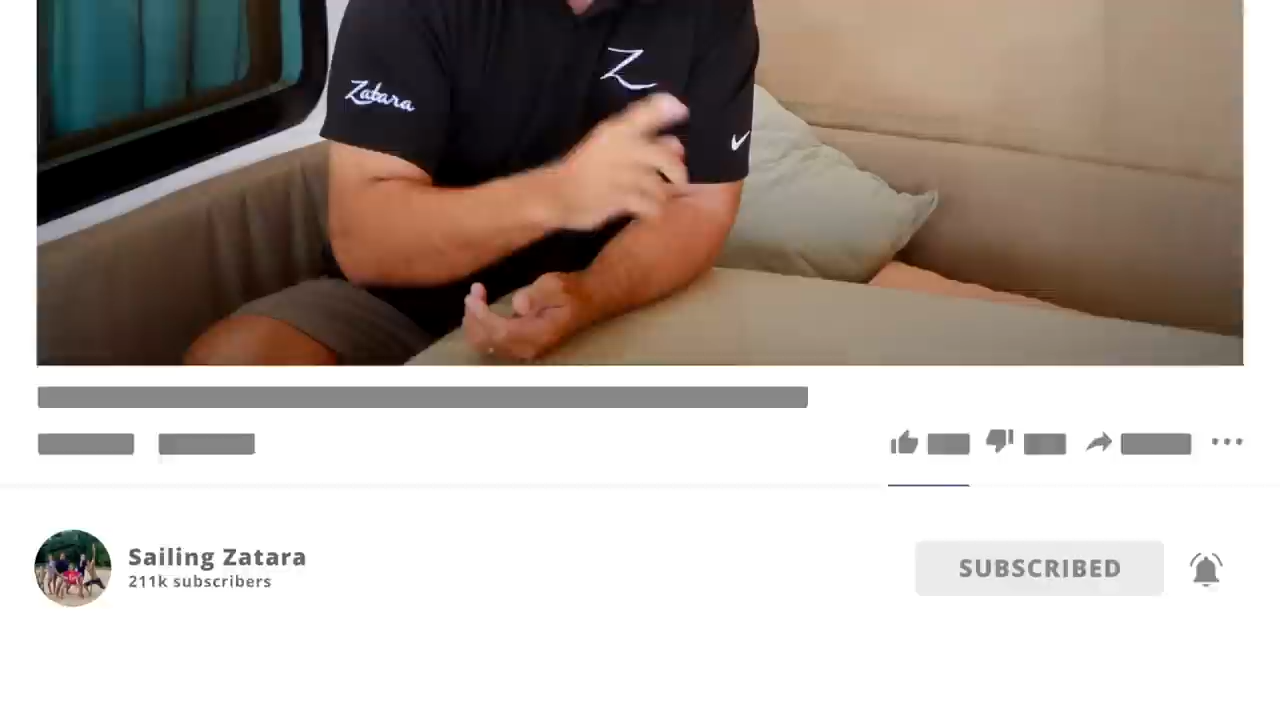 Z
Zatara
Sailing Zatara
211k subscribers
SUBSCRIBED